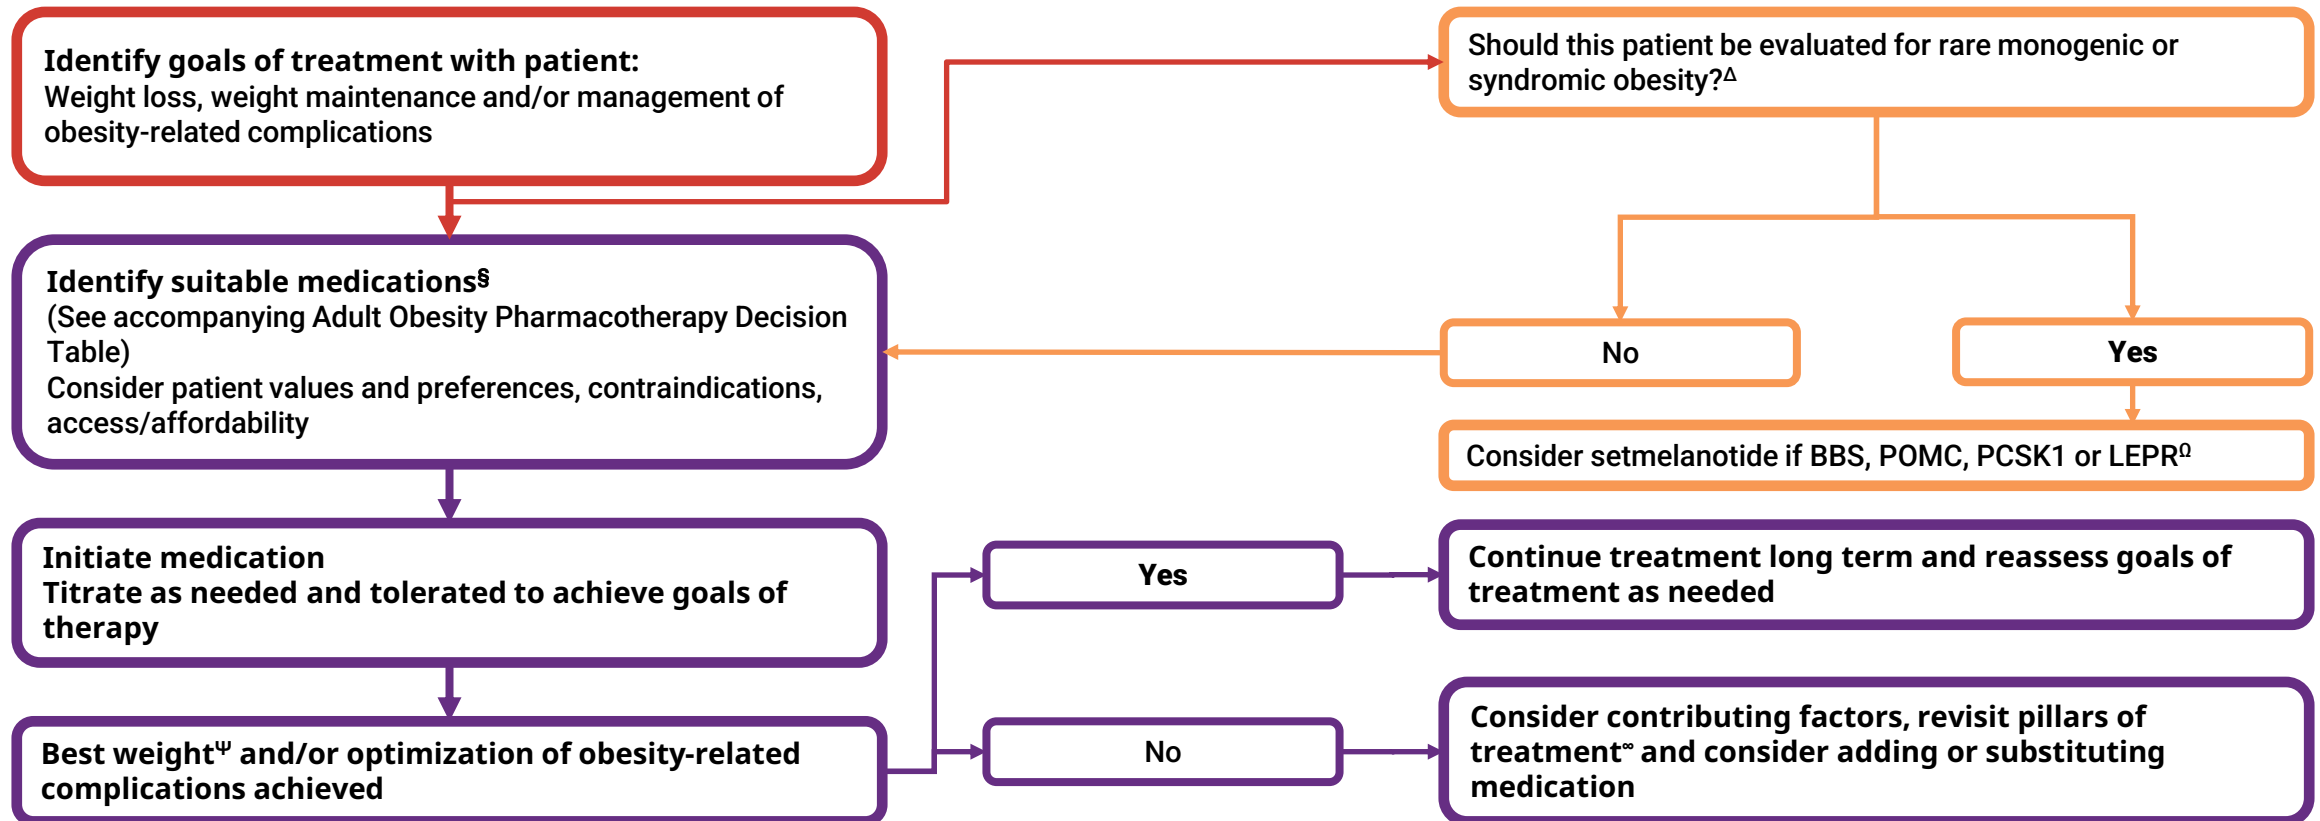 Identify goals of treatment with patient:
Weight loss, weight maintenance and/or management of
obesity-related complications
Should this patient be evaluated for rare monogenic or
syndromic obesity?Δ
Identify suitable medications§
(See accompanying Adult Obesity Pharmacotherapy Decision
Table)
Consider patient values and preferences, contraindications,
access/affordability
No
Yes
Consider setmelanotide if BBS, POMC, PCSK1 or LEPRΩ
Initiate medication
Titrate as needed and tolerated to achieve goals of
therapy
Yes
Continue treatment long term and reassess goals of
treatment as needed
Best weightΨ and/or optimization of obesity-related
complications achieved
No
Consider contributing factors, revisit pillars of
treatment∞ and consider adding or substituting
medication